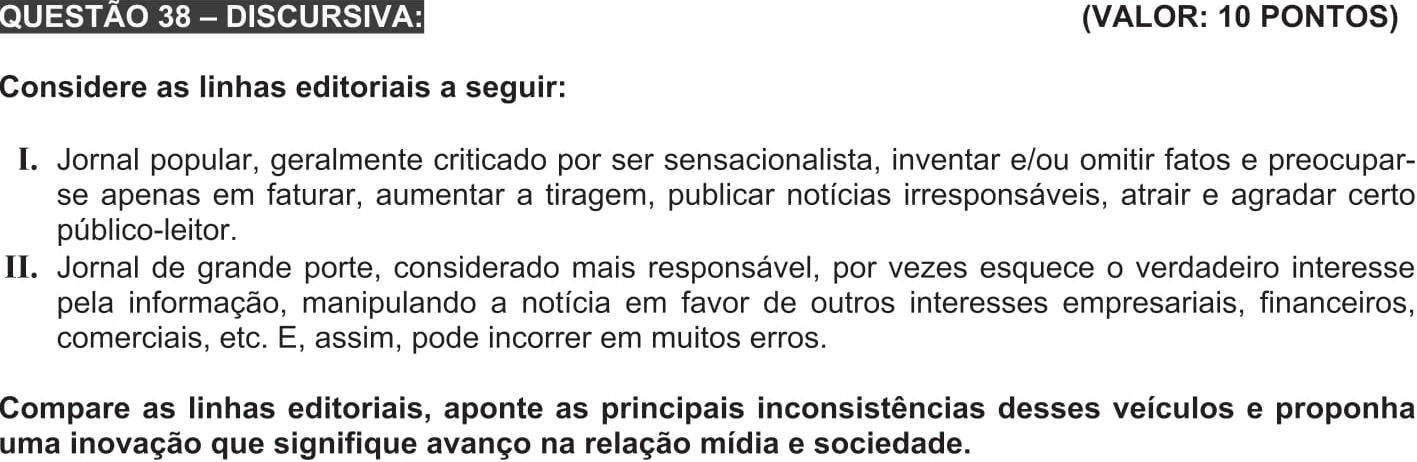 QUESTÃO 38 – DISCURSIVA: (VALOR: 10 PONTOS)
Considere as linhas editoriais a seguir:
I. Jornal popular, geralmente criticado por ser sensacionalista, inventar e/ou omitir fatos e preocupar-
se apenas em faturar, aumentar a tiragem, publicar notícias irresponsáveis, atrair e agradar certo
público-leitor.
II. Jornal de grande porte, considerado mais responsável, por vezes esquece o verdadeiro interesse
pela informação, manipulando a notícia em favor de outros interesses empresariais, financeiros,
comerciais, etc. E, assim, pode incorrer em muitos erros.
Compare as linhas editoriais, aponte as principais inconsistências desses veículos e proponha
uma inovação que signifique avanço na relação mídia e sociedade.